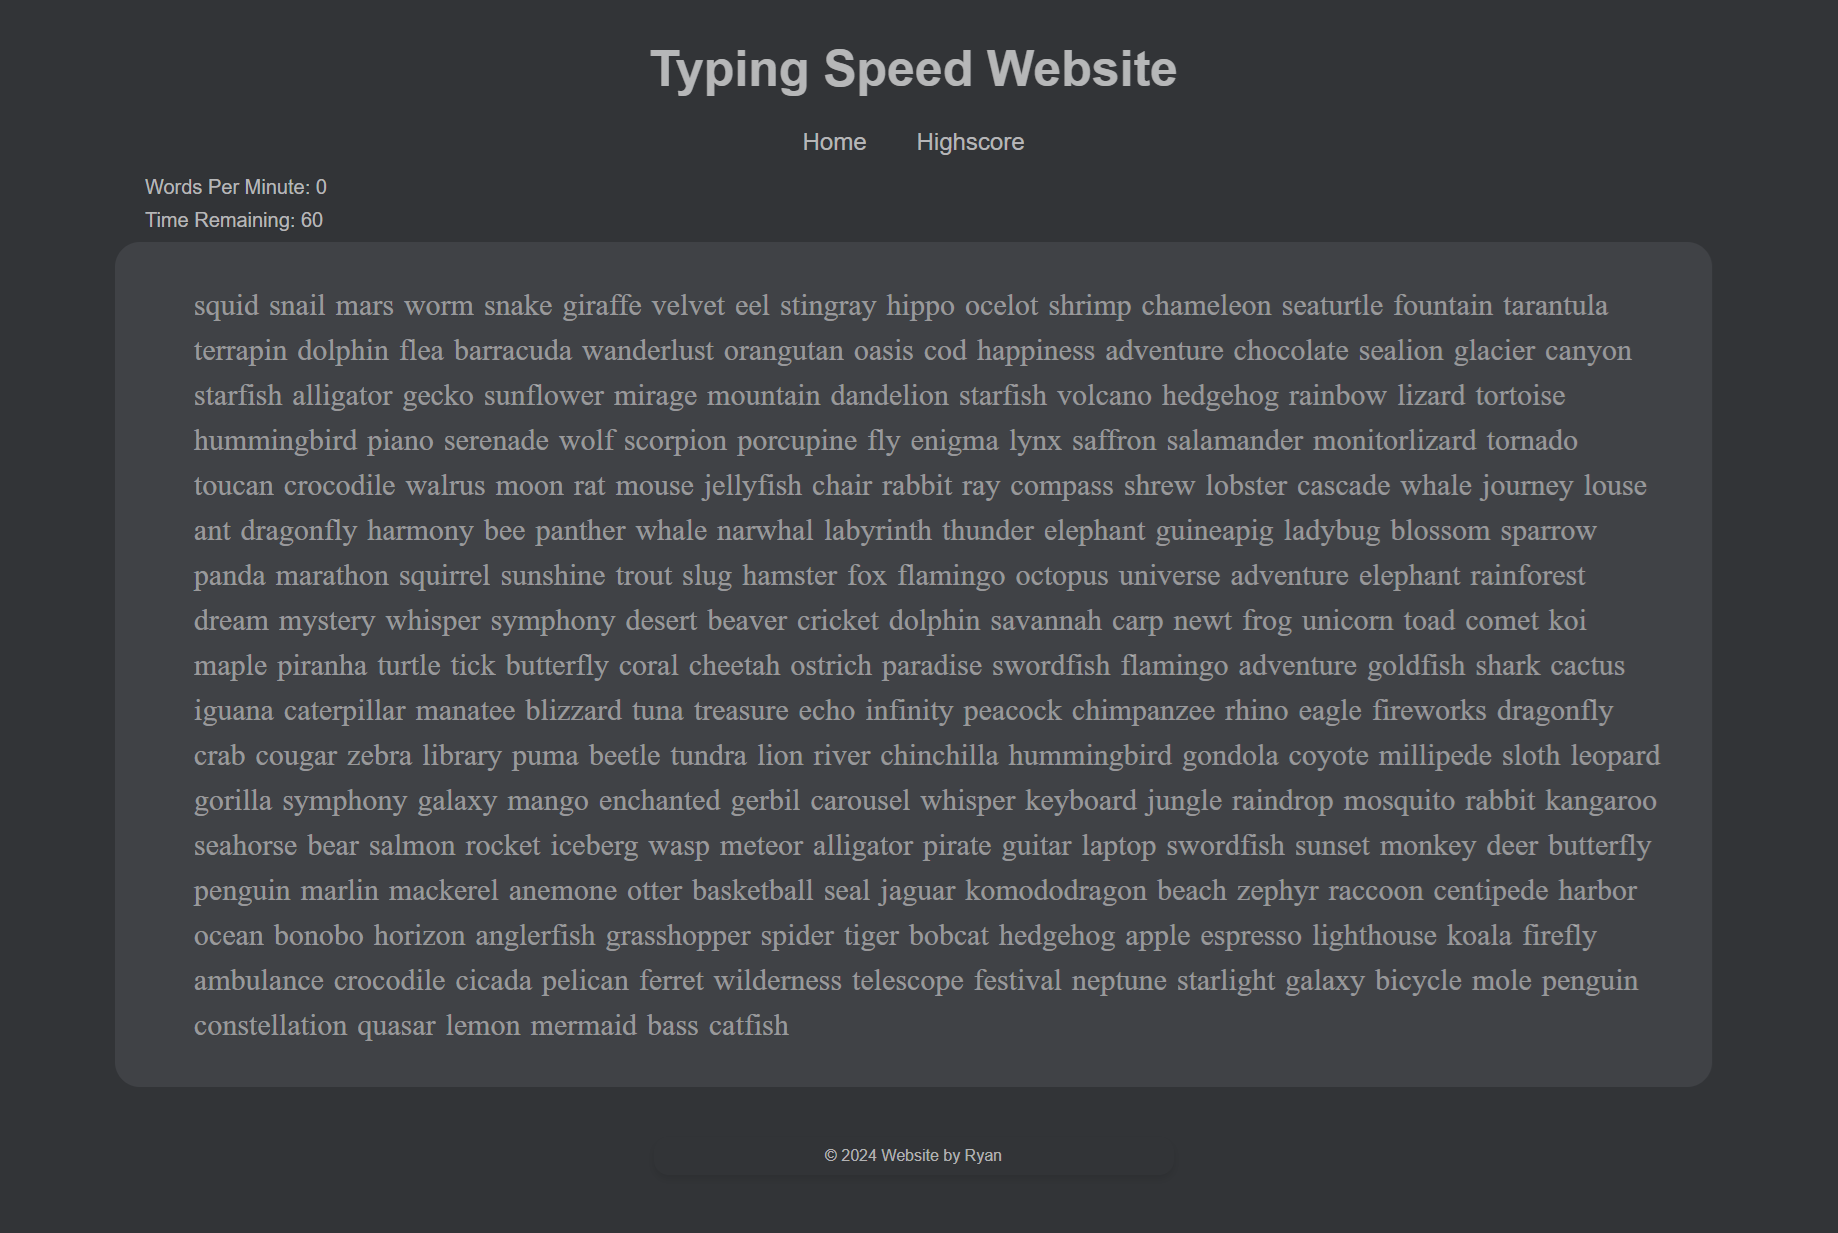 Typing Speed Website
Home Highscore
Words Per Minute: 0
Time Remaining: 60
squid snail mars worm snake giraffe velvet eel stingray hippo ocelot shrimp chameleon seaturtle fountain tarantula
terrapin dolphin flea barracuda wanderlust orangutan oasis cod happiness adventure chocolate sealion glacier canyon
starfish alligator gecko sunflower mirage mountain dandelion starfish volcano hedgehog rainbow lizard tortoise
hummingbird piano serenade wolf scorpion porcupine fly enigma lynx saffron salamander monitorlizard tornado
toucan crocodile walrus moon rat mouse jellyfish chair rabbit ray compass shrew lobster cascade whale journey louse
ant dragonfly harmony bee panther whale narwhal labyrinth thunder elephant guineapig ladybug blossom sparrow
panda marathon squirrel sunshine trout slug hamster fox flamingo octopus universe adventure elephant rainforest
dream mystery whisper symphony desert beaver cricket dolphin savannah carp newt frog unicorn toad comet koi
maple piranha turtle tick butterfly coral cheetah ostrich paradise swordfish flamingo adventure goldfish shark cactus
iguana caterpillar manatee blizzard tuna treasure echo infinity peacock chimpanzee rhino eagle fireworks dragonfly
crab cougar zebra library puma beetle tundra lion river chinchilla hummingbird gondola coyote millipede sloth leopard
gorilla symphony galaxy mango enchanted gerbil carousel whisper keyboard jungle raindrop mosquito rabbit kangaroo
seahorse bear salmon rocket iceberg wasp meteor alligator pirate guitar laptop swordfish sunset monkey deer butterfly
penguin marlin mackerel anemone otter basketball seal jaguar komododragon beach zephyr raccoon centipede harbor
ocean bonobo horizon anglerfish grasshopper spider tiger bobcat hedgehog apple espresso lighthouse koala firefly
ambulance crocodile cicada pelican ferret wilderness telescope festival neptune starlight galaxy bicycle mole penguin
constellation quasar lemon mermaid bass catfish
© 2024 Website by Ryan